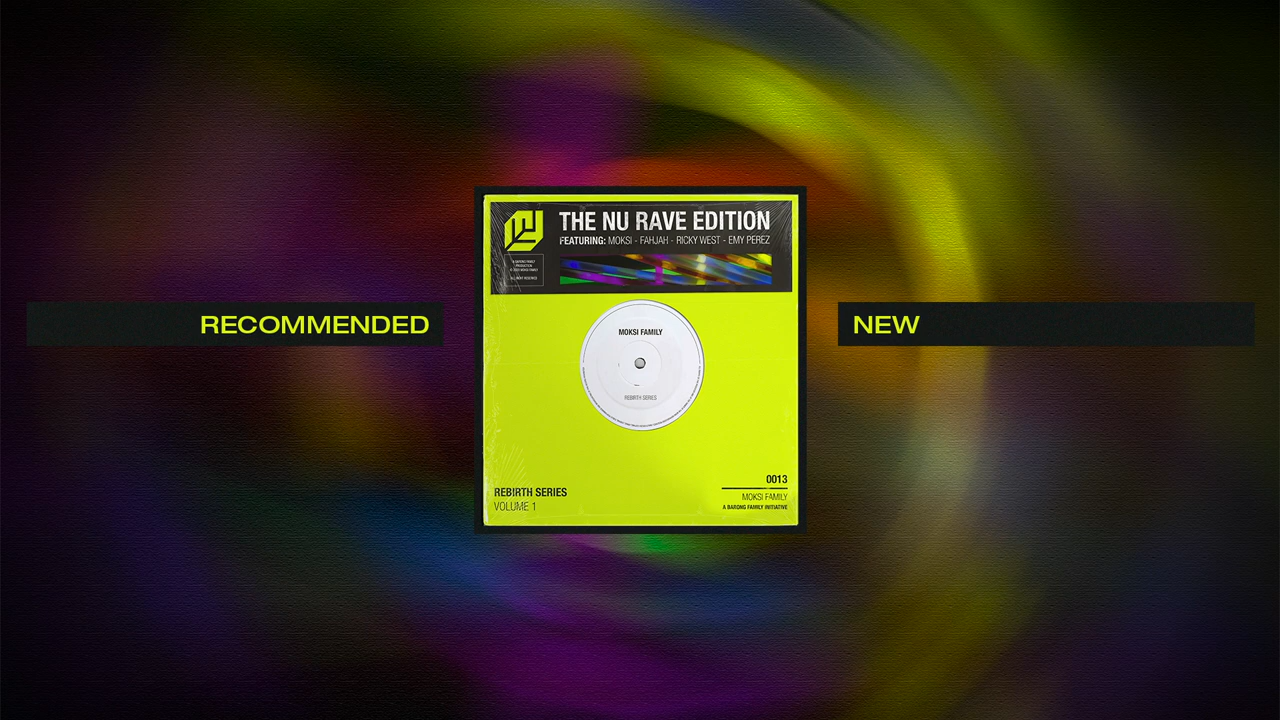 THE NU RAVE EDITION
FEATURING: MOKSI - FAHJAH - RICKY WEST - EMY PEREZ
RECOMMENDED
NEW
MOKSI FAMILY
REBIRTH SERIES
0013
REBIRTH SERIES
MOKSI FAMILY
VOLUME 1
A BARONG FAMILY INITIATIVE